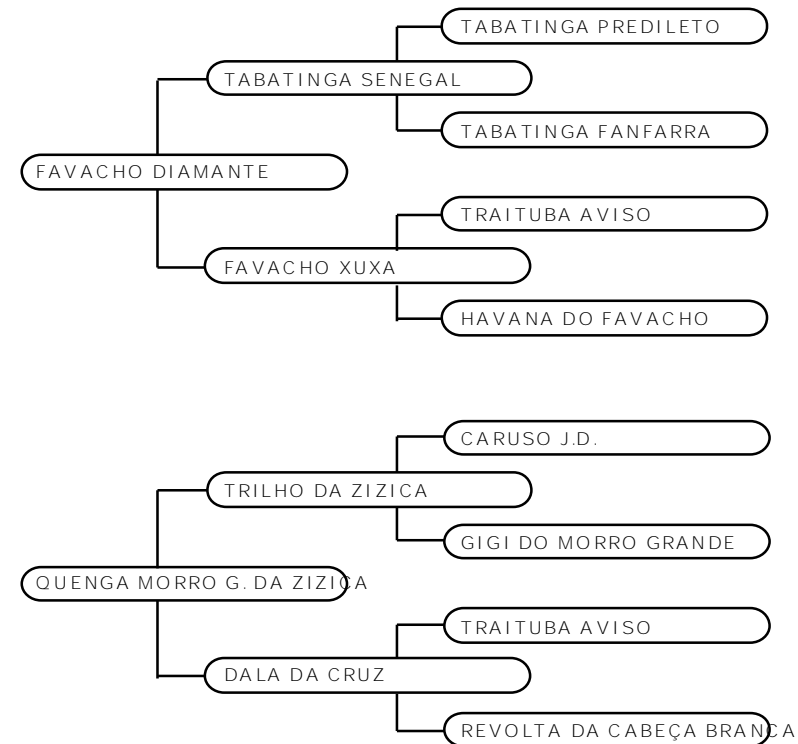 TABATINGA PREDILETO
TABATINGA SENEGAL
TABATINGA FANFARRA
FAVACHO DIAMANTE
TRAITUBA AVISO
FAVACHO XUXA
HAVANA DO FAVACHO
CARUSO J.D.
TRILHO DA ZIZICA
GIGI DO MORRO GRANDE
QUENGA MORRO G. DA ZIZICA
TRAITUBA AVISO
DALA DA CRUZ
REVOLTA DA CABEÇA BRANCA